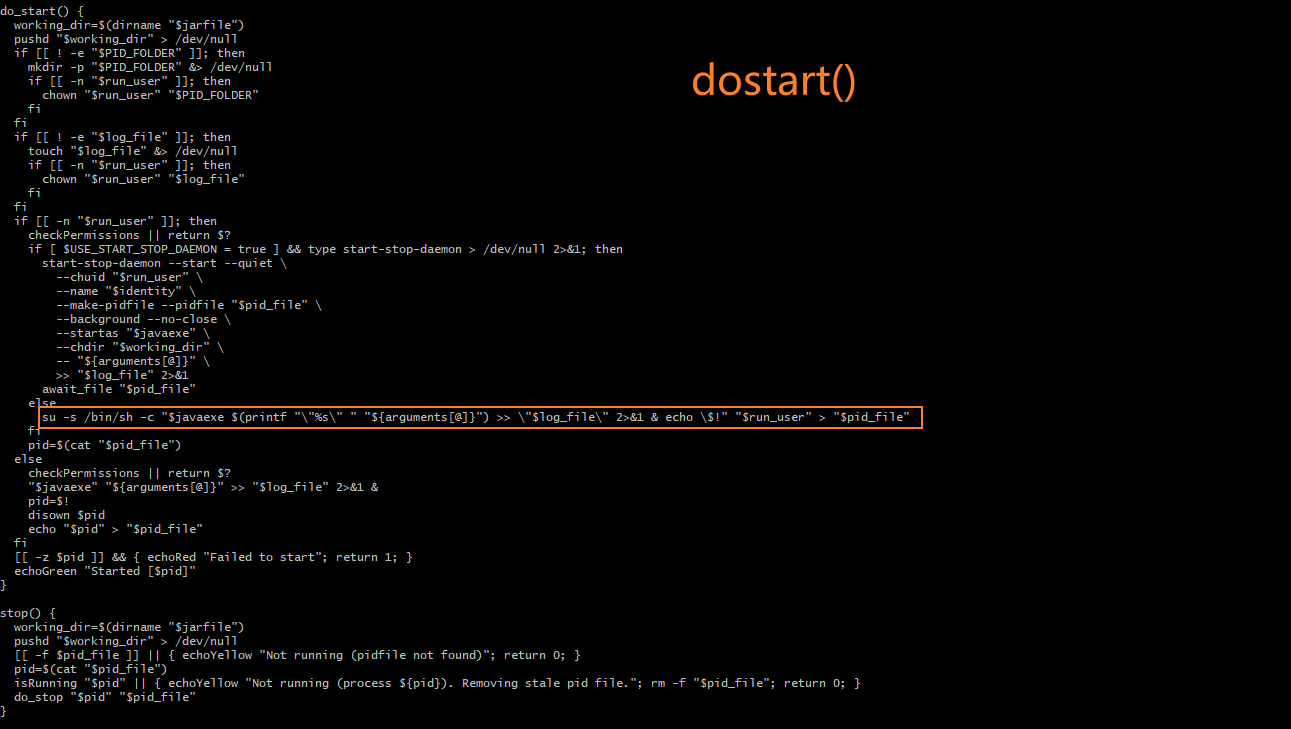 do_start() {
  working_dir=$(dirname "$jarfile")
  pushd "$working_dir" > /dev/null
  if [[ ! -e "$PID_FOLDER" ]]; then
    mkdir -p "$PID_FOLDER" &> /dev/null
    if [[ -n "$run_user" ]]; then
      chown "$run_user" "$PID_FOLDER"
    fi
  fi
  if [[ ! -e "$log_file" ]]; then
    touch "$log_file" &> /dev/null
    if [[ -n "$run_user" ]]; then
      chown "$run_user" "$log_file"
    fi
  fi
  if [[ -n "$run_user" ]]; then
    checkPermissions || return $?
    if [ $USE_START_STOP_DAEMON = true ] && type start-stop-daemon > /dev/null 2>&1; then
      start-stop-daemon --start --quiet \
        --chuid "$run_user" \
        --name "$identity" \
        --make-pidfile --pidfile "$pid_file" \
        --background --no-close \
        --startas "$javaexe" \
        --chdir "$working_dir" \
        -- "${arguments[@]}" \
        >> "$log_file" 2>&1
      await_file "$pid_file"
    else
      su -s /bin/sh -c "$javaexe $(printf "\"%s\" " "${arguments[@]}") >> \"$log_file\" 2>&1 & echo \$!" "$run_user" > "$pid_file"
    fi
    pid=$(cat "$pid_file")
  else
    checkPermissions || return $?
    "$javaexe" "${arguments[@]}" >> "$log_file" 2>&1 &
    pid=$!
    disown $pid
    echo "$pid" > "$pid_file"
  fi
  [[ -z $pid ]] && { echoRed "Failed to start"; return 1; }
  echoGreen "Started [$pid]"
}

stop() {
  working_dir=$(dirname "$jarfile")
  pushd "$working_dir" > /dev/null
  [[ -f $pid_file ]] || { echoYellow "Not running (pidfile not found)"; return 0; }
  pid=$(cat "$pid_file")
  isRunning "$pid" || { echoYellow "Not running (process ${pid}). Removing stale pid file."; rm -f "$pid_file"; return 0; }
  do_stop "$pid" "$pid_file"
}
dostart()